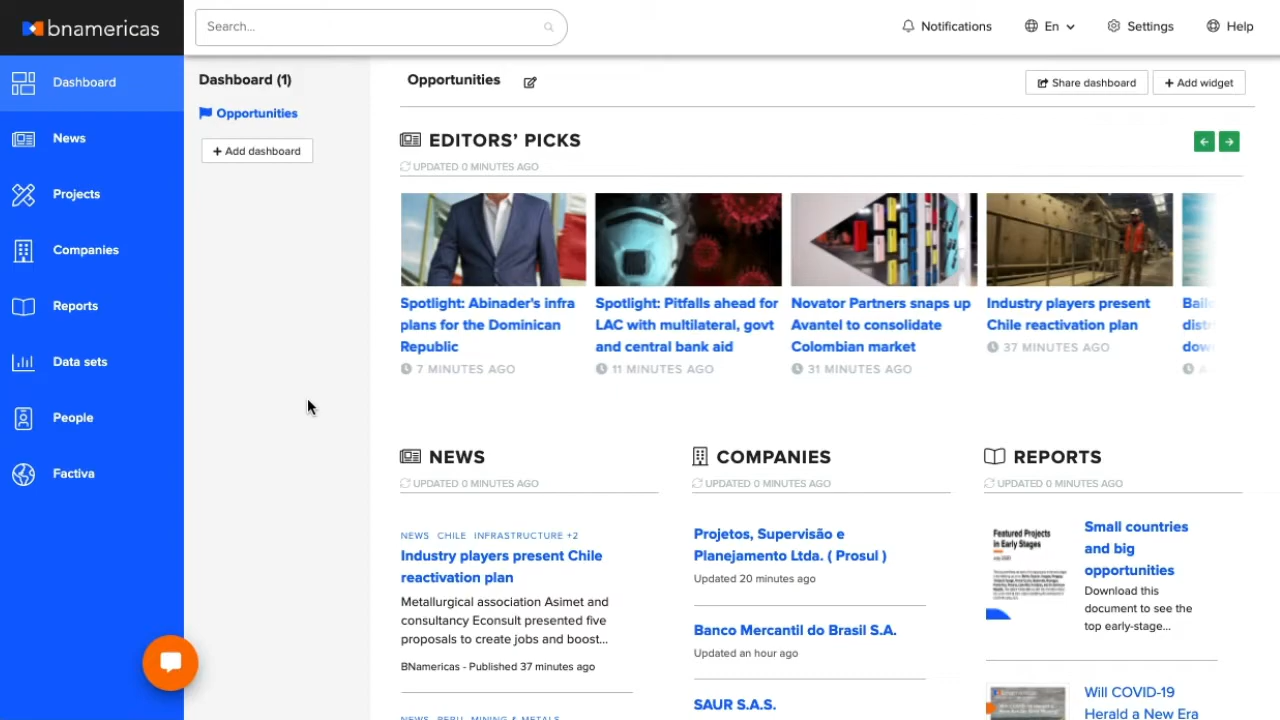 bnamericas
Search...
Notifications
En
Settings
Help
Dashboard
News
Projects
Companies
Reports
Data sets
People
Factiva
Dashboard (1)
Opportunities
+ Add dashboard
Opportunities
Share dashboard
+ Add widget
EDITORS' PICKS
UPDATED 0 MINUTES AGO
Spotlight: Abinader's infra
plans for the Dominican
Republic
7 MINUTES AGO
Spotlight: Pitfalls ahead for
LAC with multilateral, govt
and central bank aid
11 MINUTES AGO
Novator Partners snaps up
Avantel to consolidate
Colombian market
31 MINUTES AGO
Industry players present
Chile reactivation plan
37 MINUTES AGO
NEWS
UPDATED 0 MINUTES AGO
NEWS CHILE INFRASTRUCTURE +2
Industry players present Chile
reactivation plan
Metallurgical association Asimet and
consultancy Econsult presented five
proposals to create jobs and boost...
BNamericas - Published 37 minutes ago
NEWS PERU MINING & METALS
COMPANIES
UPDATED 0 MINUTES AGO
Projetos, Supervisão e
Planejamento Ltda. ( Prosul )
Updated 20 minutes ago
Banco Mercantil do Brasil S.A.
Updated an hour ago
SAUR S.A.S.
REPORTS
UPDATED 0 MINUTES AGO
Featured Projects
in Early Stages
Small countries
and big
opportunities
Download this
document to see the
top early-stage...
Will COVID-19
Herald a New Era